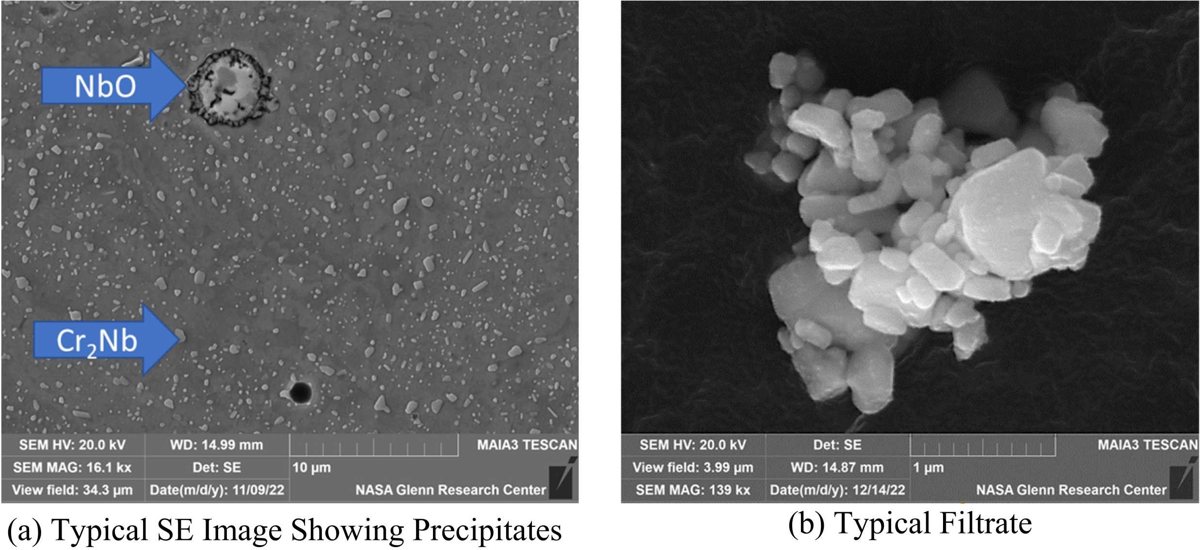 NbO
Cr₂Nb
SEM HV: 20.0 kV WD: 14.99 mm MAIA3 TESCAN
SEM MAG: 16.1 kx Det: SE 10 µm
View field: 34.3 µm Date(m/d/y): 11/09/22 NASA Glenn Research Center
(a) Typical SE Image Showing Precipitates
SEM HV: 20.0 kV Det: SE MAIA3 TESCAN
View field: 3.99 µm WD: 14.87 mm 1 µm
SEM MAG: 139 kx Date(m/d/y): 12/14/22 NASA Glenn Research Center
(b) Typical Filtrate